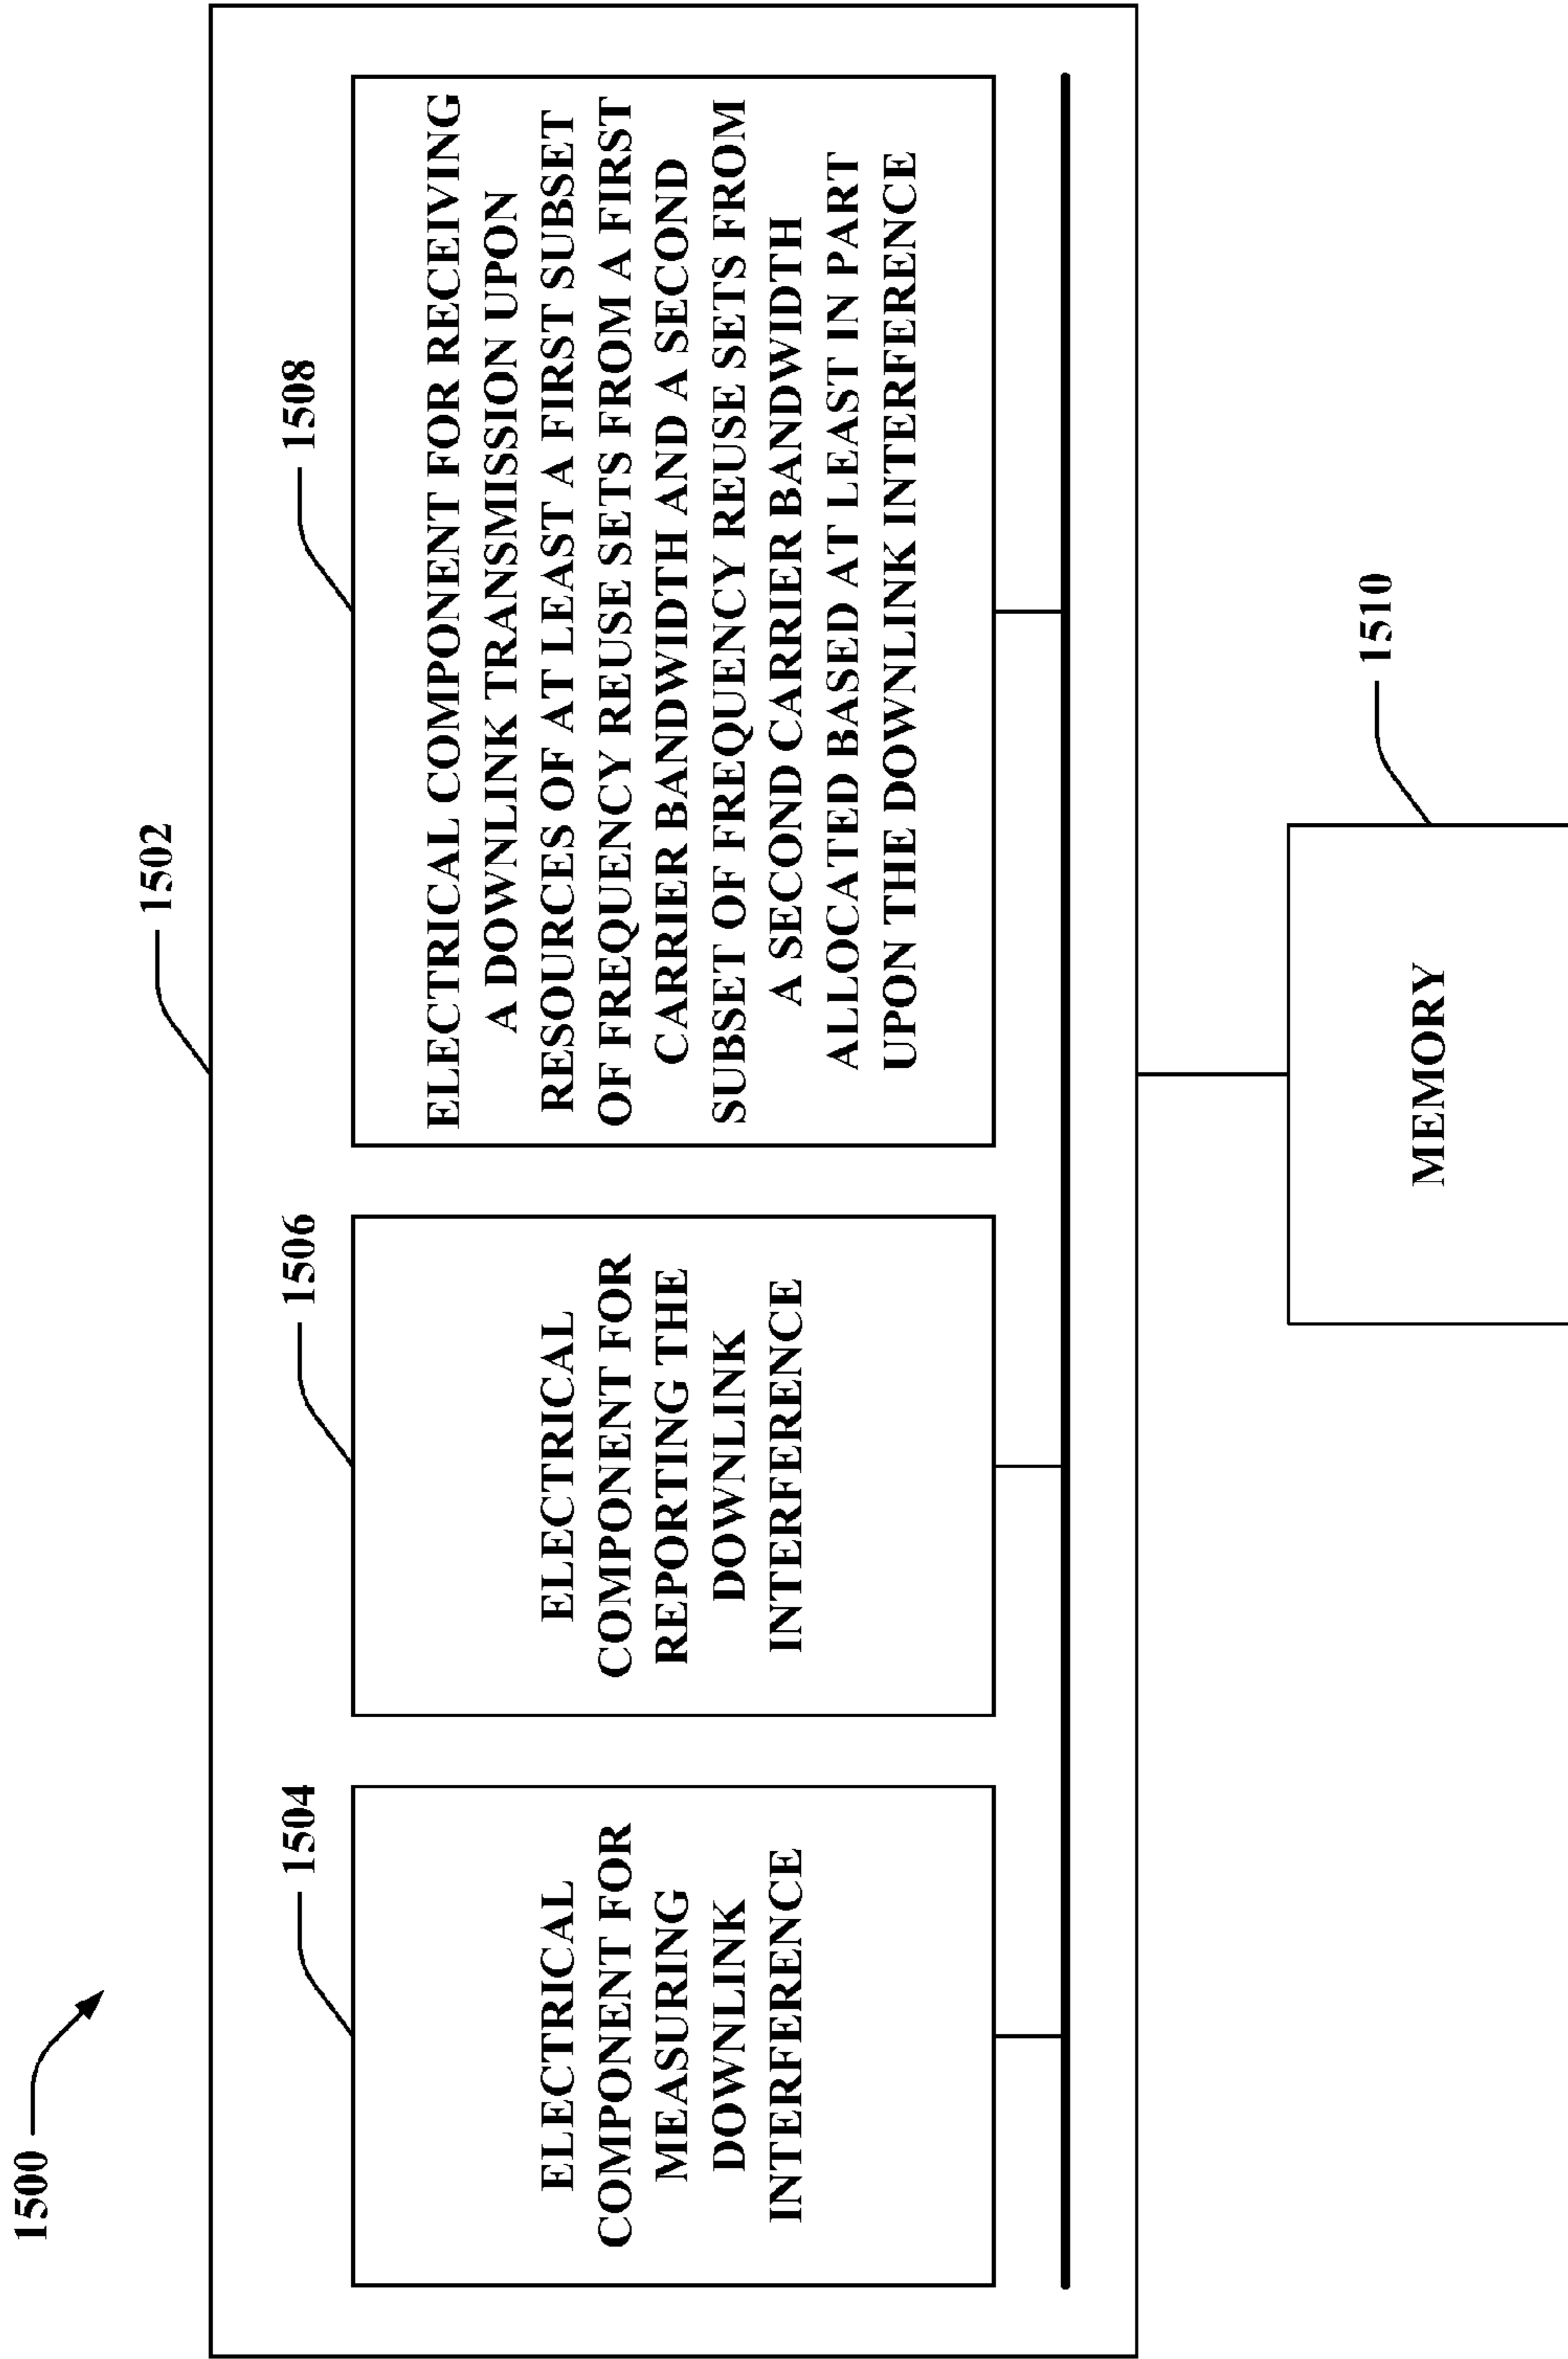 1500
1502
1504
ELECTRICAL
COMPONENT FOR
MEASURING
DOWNLINK
INTERFERENCE
1506
ELECTRICAL
COMPONENT FOR
REPORTING THE
DOWNLINK
INTERFERENCE
1508
ELECTRICAL COMPONENT FOR RECEIVING
A DOWNLINK TRANSMISSION UPON
RESOURCES OF AT LEAST A FIRST SUBSET
OF FREQUENCY REUSE SETS FROM A FIRST
CARRIER BANDWIDTH AND A SECOND
SUBSET OF FREQUENCY REUSE SETS FROM
A SECOND CARRIER BANDWIDTH
ALLOCATED BASED AT LEAST IN PART
UPON THE DOWNLINK INTERFERENCE
1510
MEMORY